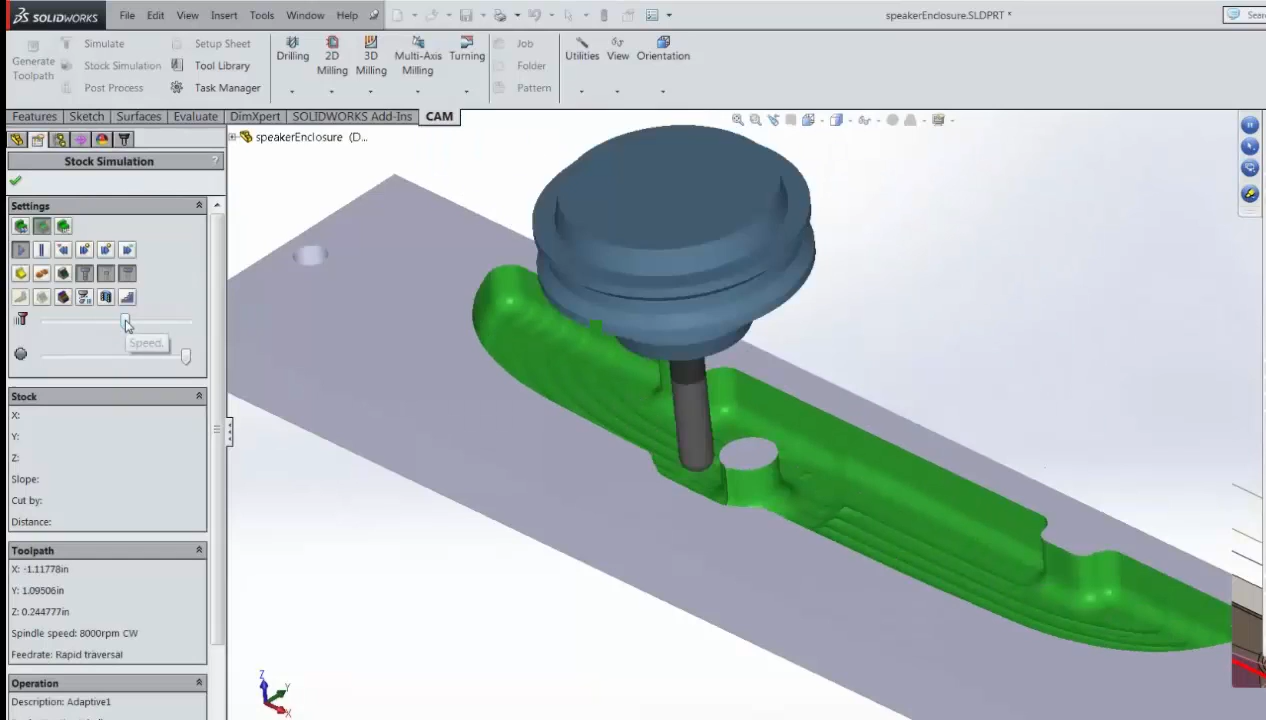 SOLIDWORKS File Edit View Insert Tools Window Help speakerEnclosure.SLDPRT *
Generate Toolpath
Simulate
Stock Simulation
Post Process
Setup Sheet
Tool Library
Task Manager
Drilling
2D Milling
3D Milling
Multi-Axis Milling
Turning
Job
Folder
Pattern
Utilities
View
Orientation
Features Sketch Surfaces Evaluate DimXpert SOLIDWORKS Add-Ins CAM
speakerEnclosure (D...
Stock Simulation ?
Settings
Speed.
Stock
X:
Y:
Z:
Slope:
Cut by:
Distance:
Toolpath
X: -1.11778in
Y: 1.09506in
Z: 0.244777in
Spindle speed: 8000rpm CW
Feedrate: Rapid traversal
Operation
Description: Adaptive1
Z
Y
X